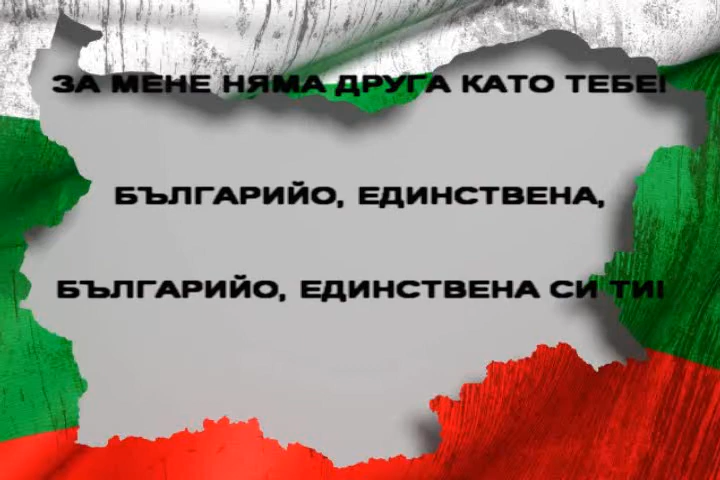 ЗА МЕНЕ НЯМА ДРУГА КАТО ТЕБЕ!
БЪЛГАРИЙО, ЕДИНСТВЕНА,
БЪЛГАРИЙО, ЕДИНСТВЕНА СИ ТИ!